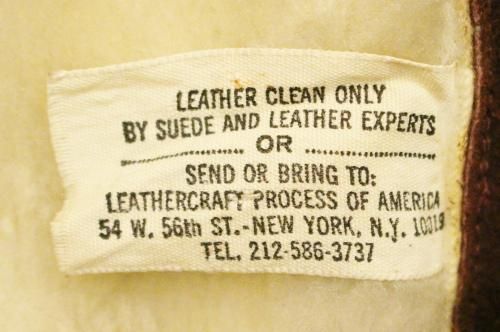 LEATHER CLEAN ONLY
BY SUEDE AND LEATHER EXPERTS
OR
SEND OR BRING TO:
LEATHERCRAFT PROCESS OF AMERICA
54 W. 56th ST.-NEW YORK, N.Y. 10019
TEL. 212-586-3737